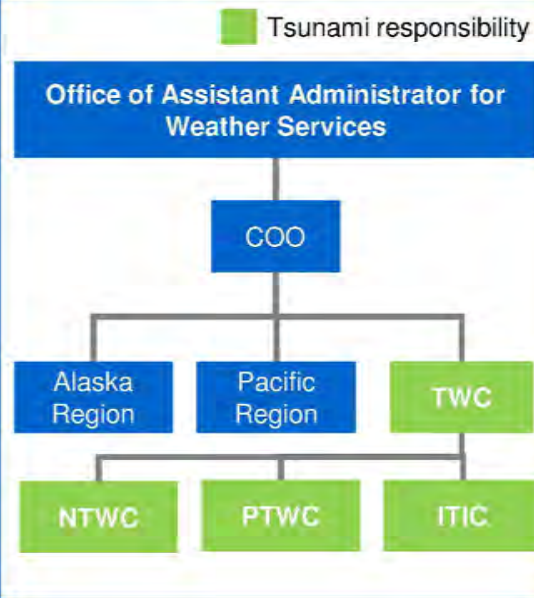 Tsunami responsibility
Office of Assistant Administrator for
Weather Services
COO
Alaska
Region
Pacific
Region
TWC
NTWC
PTWC
ITIC